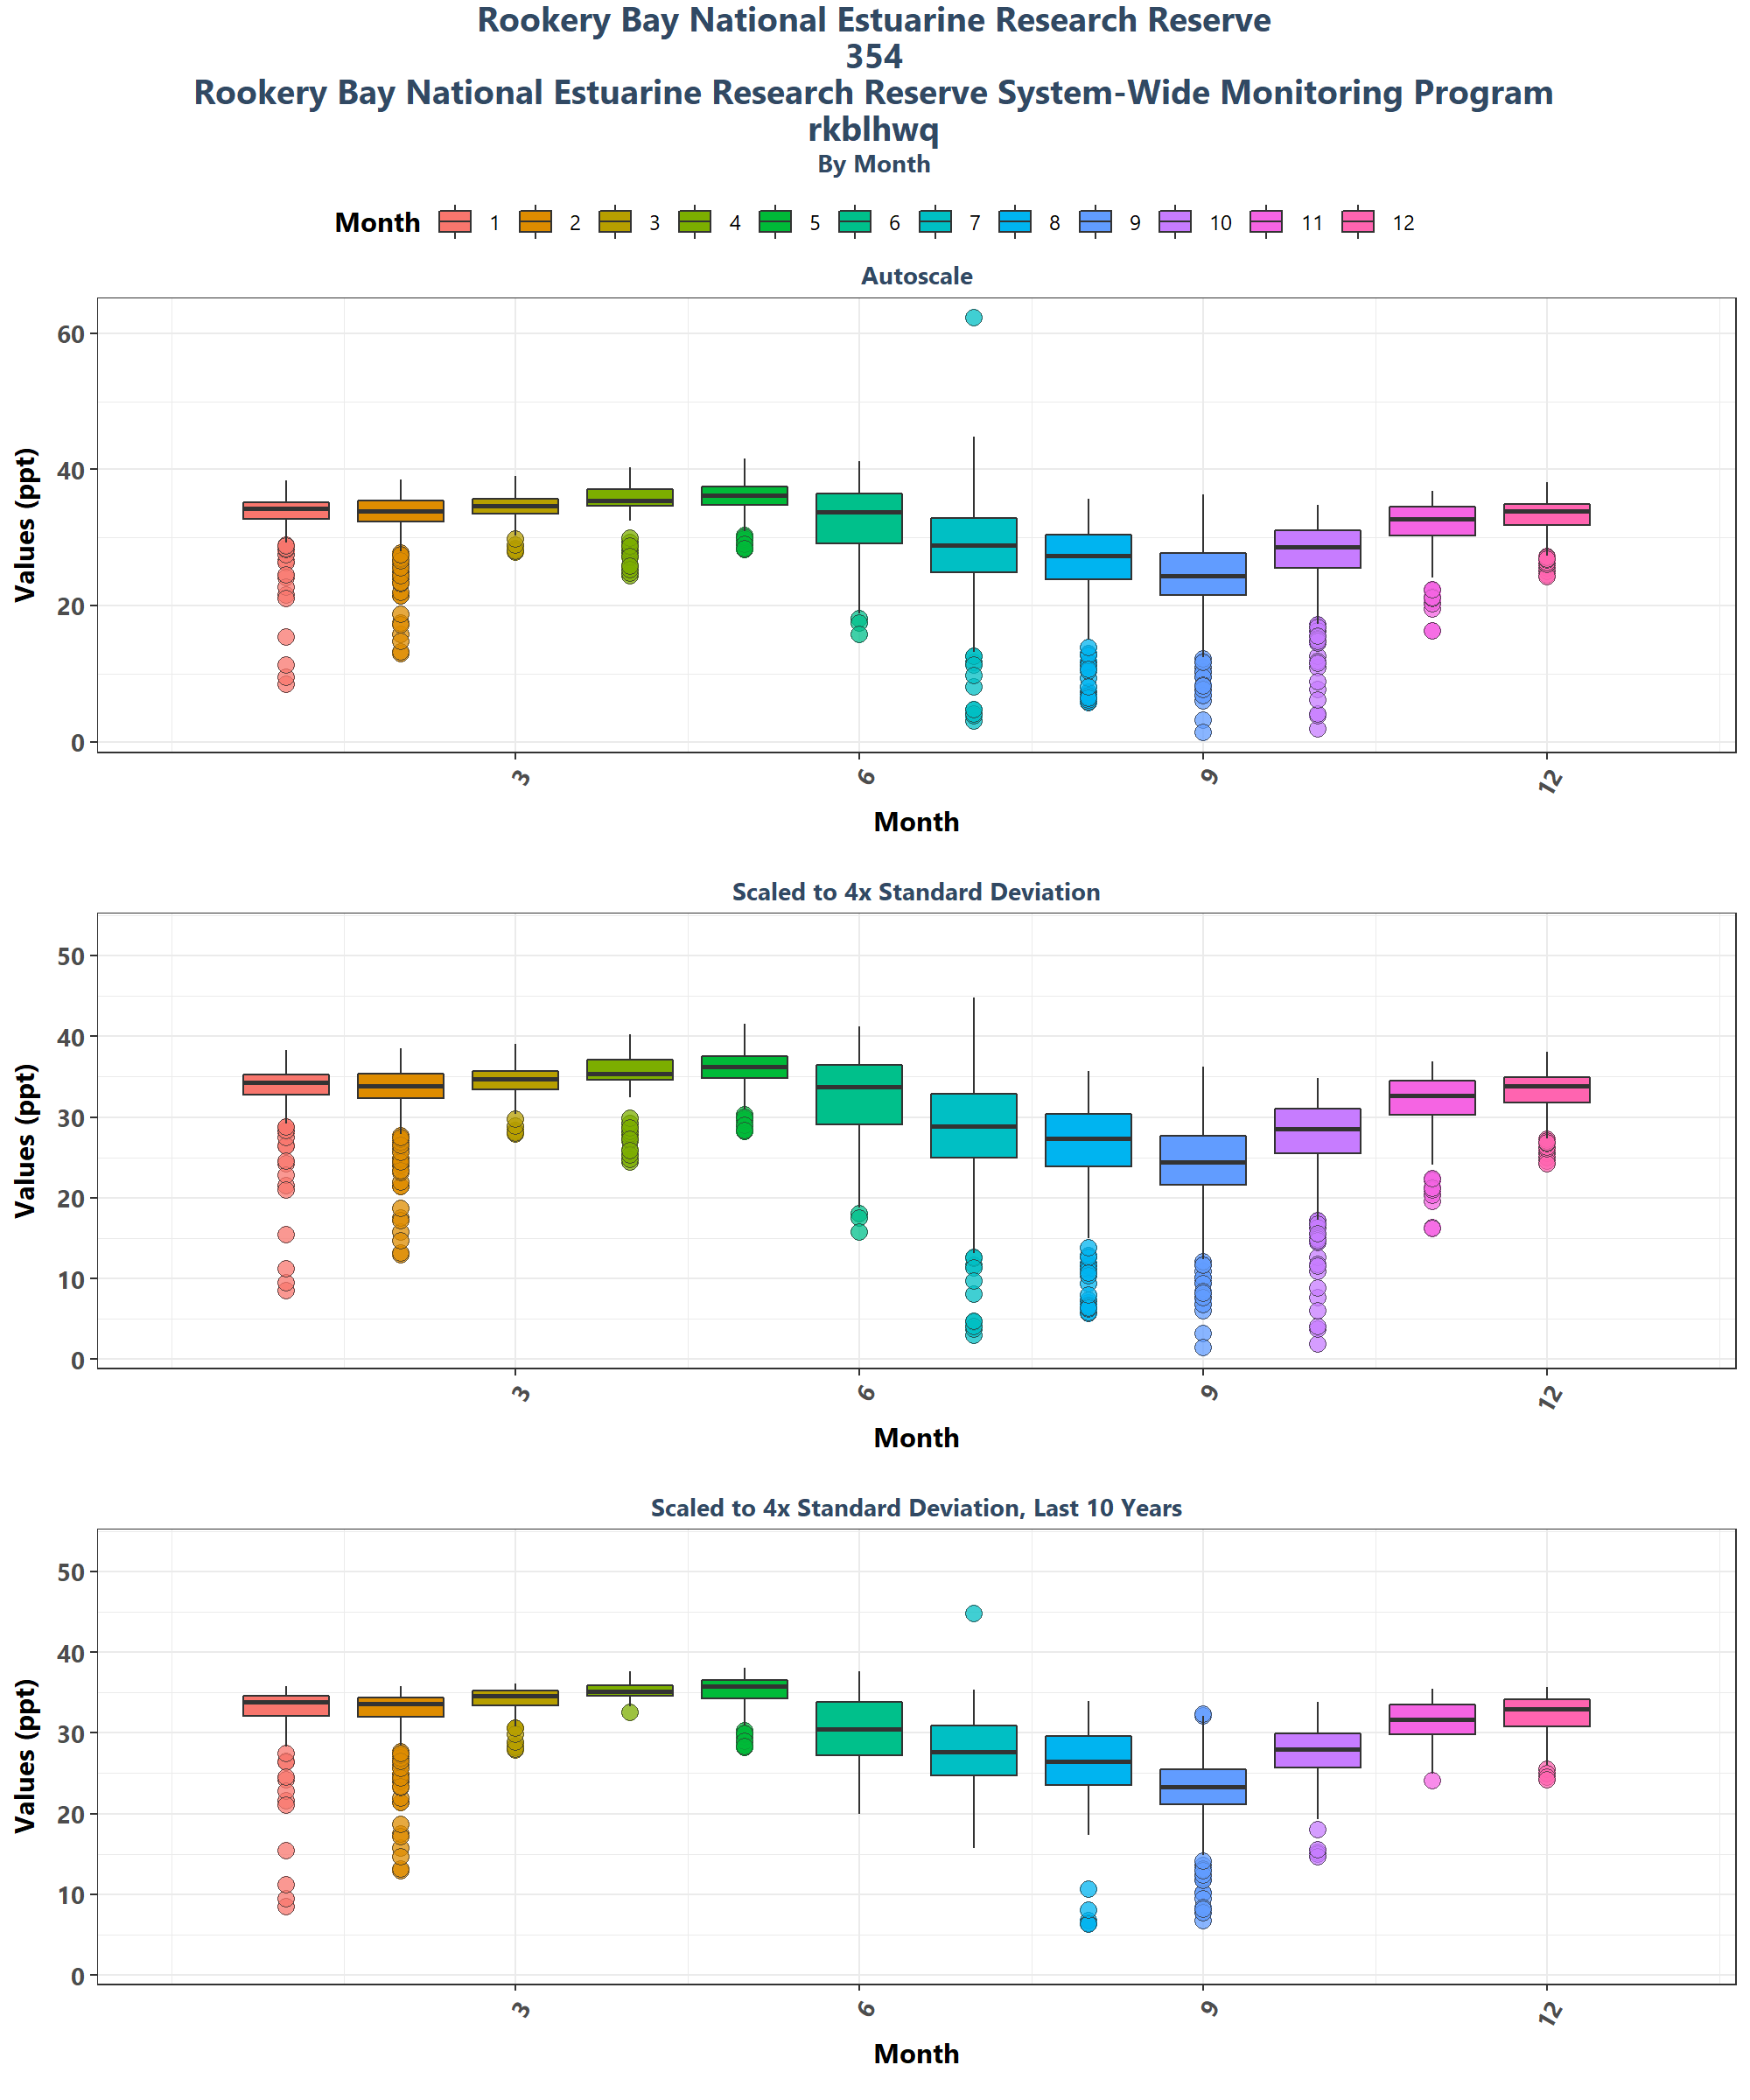 Rookery Bay National Estuarine Research Reserve
354
Rookery Bay National Estuarine Research Reserve System-Wide Monitoring Program
rkblhwq
By Month
Month 1 2 3 4 5 6 7 8 9 10 11 12
Autoscale
Values (ppt)
60
40
20
0
3 6 9 12
Month
Scaled to 4x Standard Deviation
Values (ppt)
50
40
30
20
10
0
3 6 9 12
Month
Scaled to 4x Standard Deviation, Last 10 Years
Values (ppt)
50
40
30
20
10
0
3 6 9 12
Month